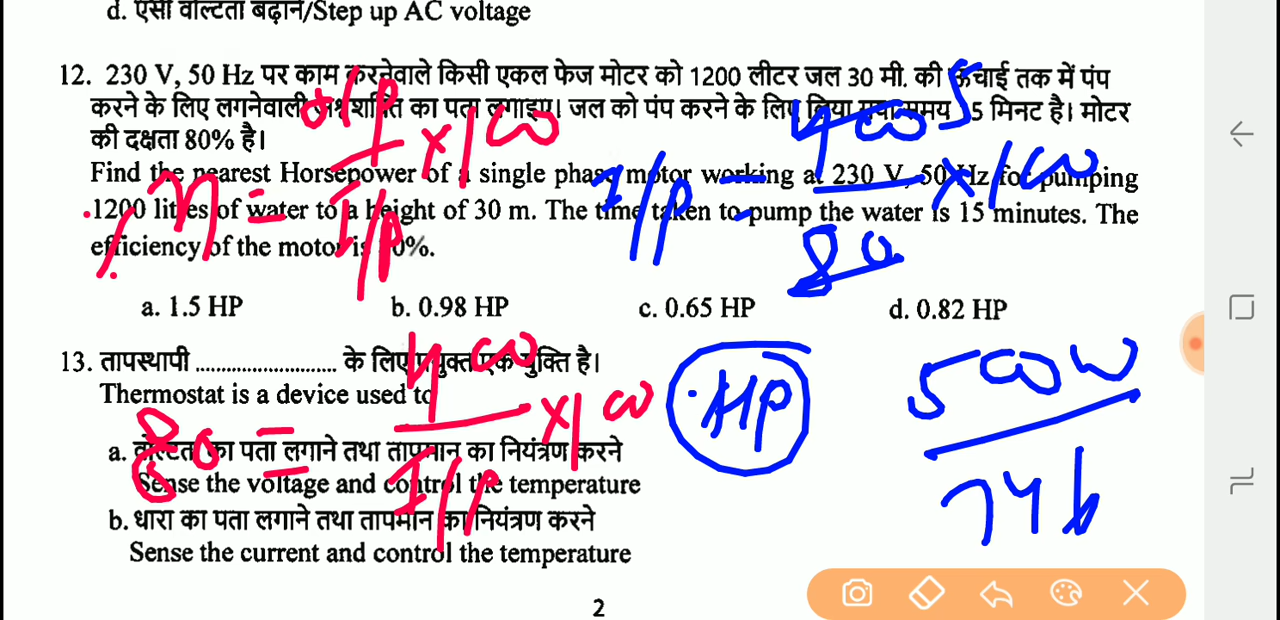 d. एसी वोल्टता बढ़ाने/Step up AC voltage
12. 230 V, 50 Hz पर काम करनेवाले किसी एकल फेज मोटर को 1200 लीटर जल 30 मी. की ऊंचाई तक में पंप
करने के लिए लगनेवाली अश्वशक्ति का पता लगाइए। जल को पंप करने के लिए लिया गया समय 15 मिनट है। मोटर
की दक्षता 80% है।
Find the nearest Horsepower of a single phase motor working at 230 V, 50 Hz for pumping
1200 litres of water to a height of 30 m. The time taken to pump the water is 15 minutes. The
efficiency of the motor is 80%.
a. 1.5 HP b. 0.98 HP c. 0.65 HP d. 0.82 HP
% η = o/p / I/p x 100
I/p = 400 x 100 / 80
5
13. तापस्थापी .......................... के लिए प्रयुक्त एक युक्ति है।
Thermostat is a device used to
80 = 400 / I/p x 100
HP
500 W / 746
a. वोल्टता का पता लगाने तथा तापमान का नियंत्रण करने
Sense the voltage and control the temperature
b. धारा का पता लगाने तथा तापमान का नियंत्रण करने
Sense the current and control the temperature
2